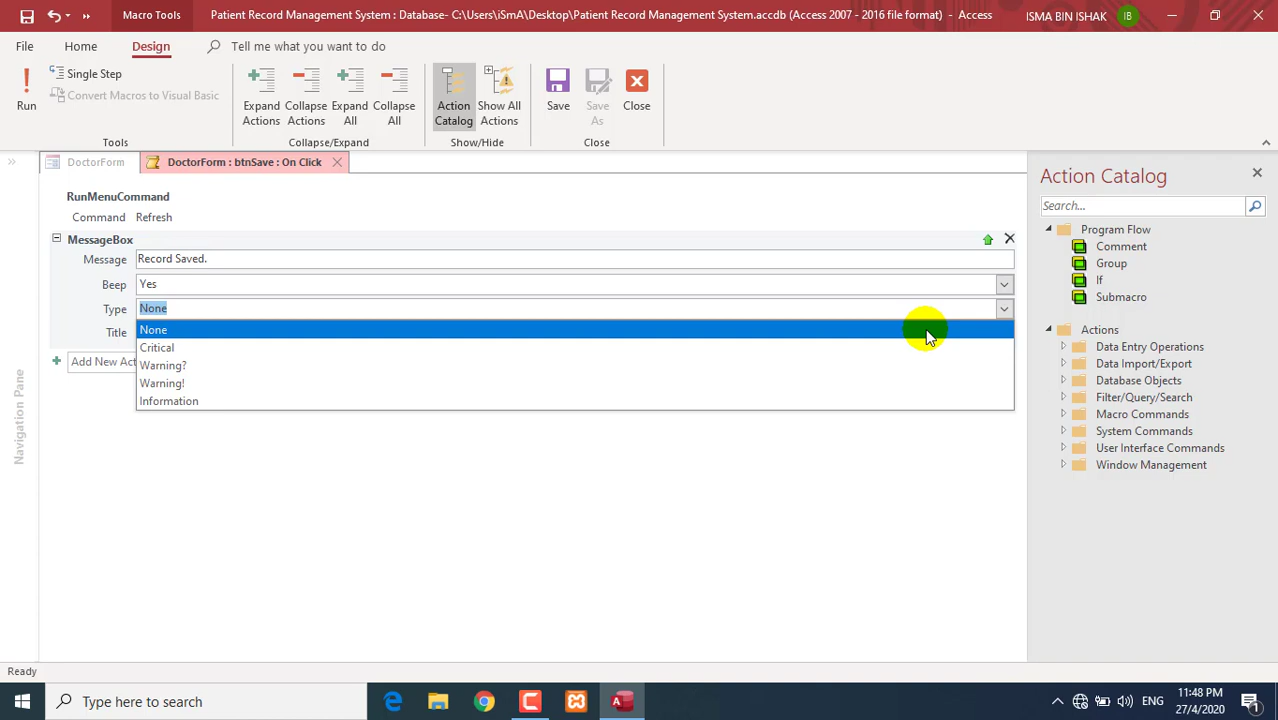 Macro Tools
Patient Record Management System : Database- C:\Users\iSmA\Desktop\Patient Record Management System.accdb (Access 2007 - 2016 file format) - Access
ISMA BIN ISHAK
IB
File
Home
Design
Tell me what you want to do
Run
Single Step
Convert Macros to Visual Basic
Expand Actions
Collapse Actions
Expand All
Collapse All
Action Catalog
Show All Actions
Save
Save As
Close
Tools
Collapse/Expand
Show/Hide
Close
DoctorForm
DoctorForm : btnSave : On Click
RunMenuCommand
Command Refresh
MessageBox
Message Record Saved.
Beep Yes
Type None
Title
None
Critical
Warning?
Warning!
Information
Add New Act
Navigation Pane
Action Catalog
Search...
Program Flow
Comment
Group
If
Submacro
Actions
Data Entry Operations
Data Import/Export
Database Objects
Filter/Query/Search
Macro Commands
System Commands
User Interface Commands
Window Management
Ready
Type here to search
ENG
11:48 PM
27/4/2020
1